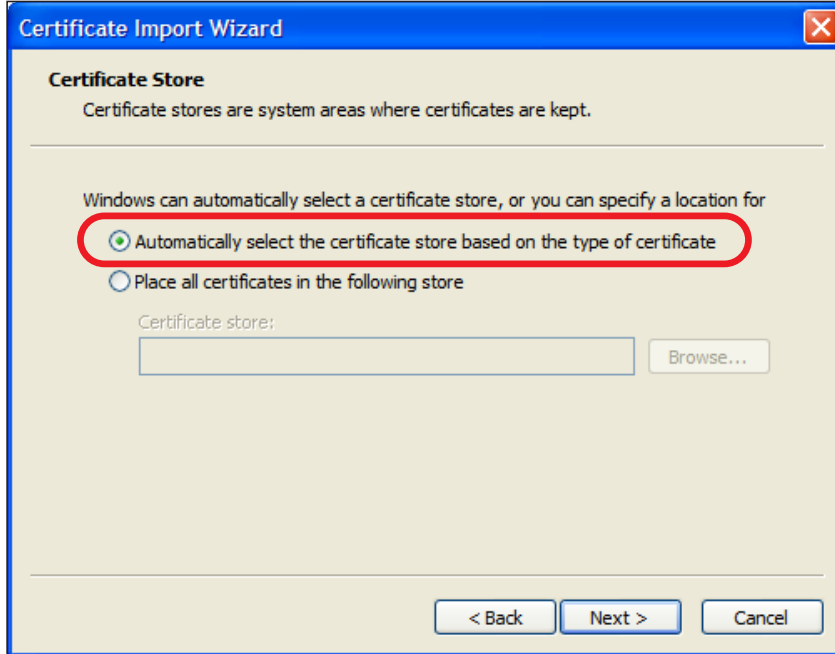 Certificate Import Wizard
Certificate Store
Certificate stores are system areas where certificates are kept.
Windows can automatically select a certificate store, or you can specify a location for
Automatically select the certificate store based on the type of certificate
Place all certificates in the following store
Certificate store:
Browse...
< Back Next > Cancel